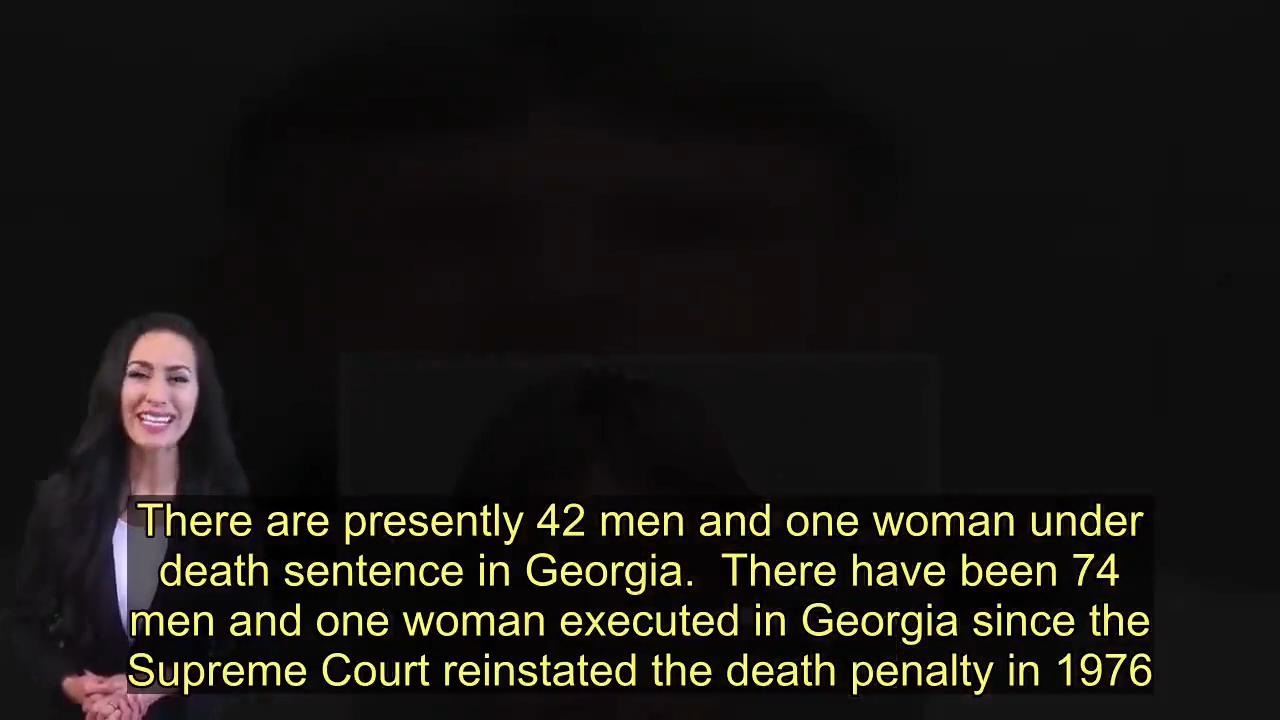 There are presently 42 men and one woman under
death sentence in Georgia.  There have been 74
men and one woman executed in Georgia since the
Supreme Court reinstated the death penalty in 1976